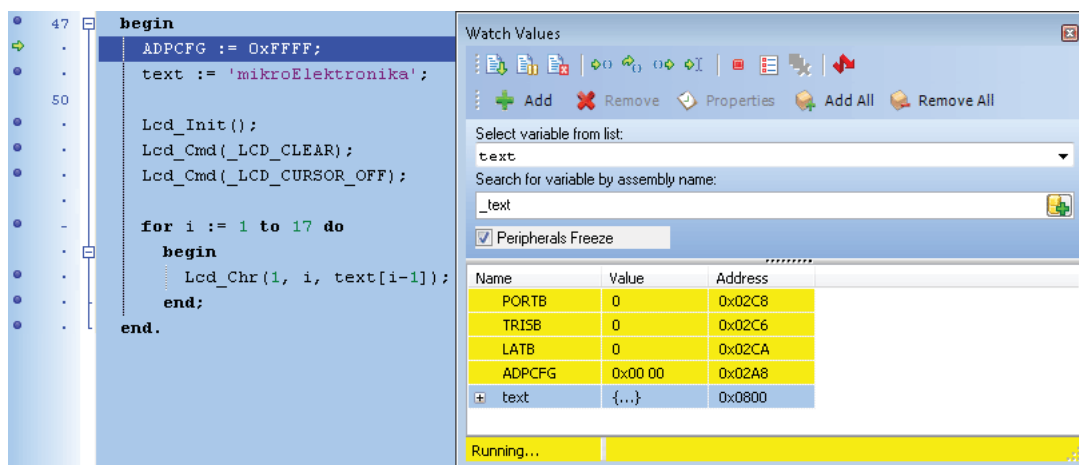 47 begin
ADPCFG := 0xFFFF;
text := 'mikroElektronika';
50
Lcd_Init();
Lcd_Cmd(_LCD_CLEAR);
Lcd_Cmd(_LCD_CURSOR_OFF);
for i := 1 to 17 do
begin
Lcd_Chr(1, i, text[i-1]);
end;
end.
Watch Values
Add Remove Properties Add All Remove All
Select variable from list:
text
Search for variable by assembly name:
_text
Peripherals Freeze
Name Value Address
PORTB 0 0x02C8
TRISB 0 0x02C6
LATB 0 0x02CA
ADPCFG 0x00 00 0x02A8
text {...} 0x0800
Running...